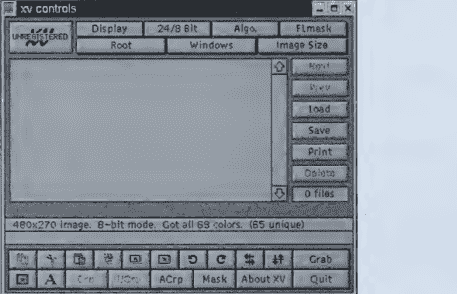 xv controls
UNREGISTERED
Display 24/8 Bit Algo. FLmask
Root Windows Image Size
Next
Prev
Load
Save
Print
Delete
0 files
480x270 image. 8-bit mode. Got all 69 colors. (65 unique)
Grab
A ACrp Mask About XV Quit